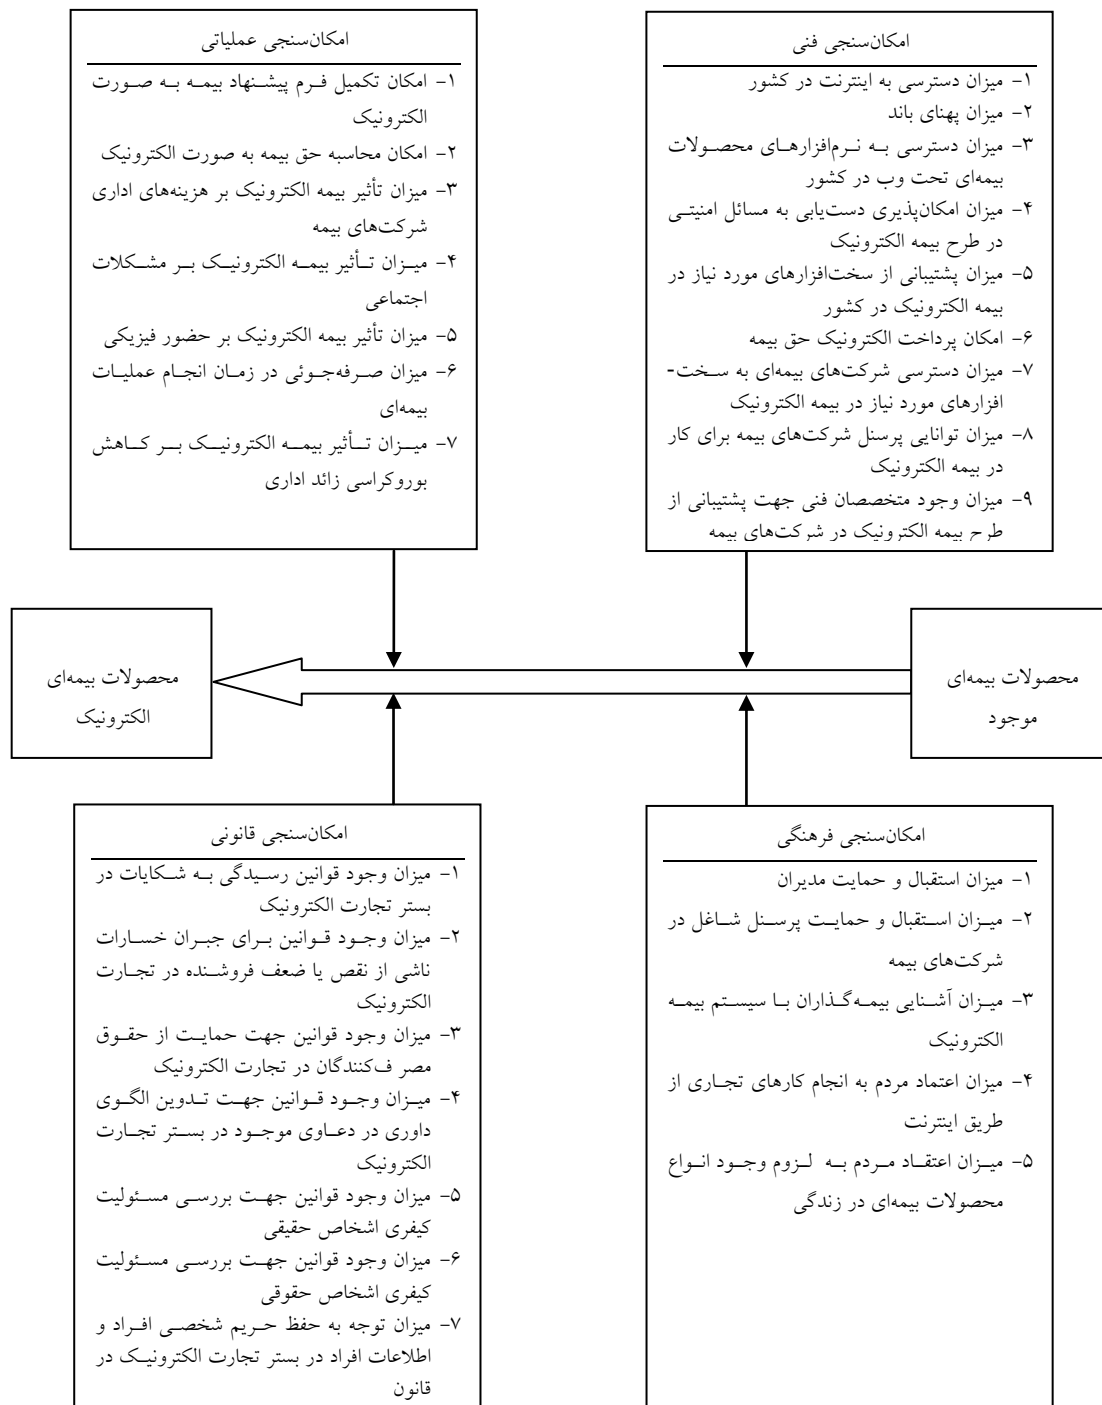 امکان‌سنجی فنی
۱- میزان دسترسی به اینترنت در کشور
۲- میزان پهنای باند
۳- میزان دسترسی به نرم‌افزارهای محصولات
بیمه‌ای تحت وب در کشور
۴- میزان امکان‌پذیری دست‌یابی به مسائل امنیتی
در طرح بیمه الکترونیک
۵- میزان پشتیبانی از سخت‌افزارهای مورد نیاز در
بیمه الکترونیک در کشور
۶- امکان پرداخت الکترونیک حق بیمه
۷- میزان دسترسی شرکت‌های بیمه‌ای به سخت-
افزارهای مورد نیاز در بیمه الکترونیک
۸- میزان توانایی پرسنل شرکت‌های بیمه برای کار
در بیمه الکترونیک
۹- میزان وجود متخصصان فنی جهت پشتیبانی از
طرح بیمه الکترونیک در شرکت‌های بیمه
امکان‌سنجی عملیاتی
۱- امکان تکمیل فرم پیشنهاد بیمه به صورت
الکترونیک
۲- امکان محاسبه حق بیمه به صورت الکترونیک
۳- میزان تأثیر بیمه الکترونیک بر هزینه‌های اداری
شرکت‌های بیمه
۴- میزان تأثیر بیمه الکترونیک بر مشکلات
اجتماعی
۵- میزان تأثیر بیمه الکترونیک بر حضور فیزیکی
۶- میزان صرفه‌جوئی در زمان انجام عملیات
بیمه‌ای
۷- میزان تأثیر بیمه الکترونیک بر کاهش
بوروکراسی زائد اداری
محصولات بیمه‌ای
موجود
محصولات بیمه‌ای
الکترونیک
امکان‌سنجی فرهنگی
۱- میزان استقبال و حمایت مدیران
۲- میزان استقبال و حمایت پرسنل شاغل در
شرکت‌های بیمه
۳- میزان آشنایی بیمه‌گذاران با سیستم بیمه
الکترونیک
۴- میزان اعتماد مردم به انجام کارهای تجاری از
طریق اینترنت
۵- میزان اعتقاد مردم به لزوم وجود انواع
محصولات بیمه‌ای در زندگی
امکان‌سنجی قانونی
۱- میزان وجود قوانین رسیدگی به شکایات در
بستر تجارت الکترونیک
۲- میزان وجود قوانین برای جبران خسارات
ناشی از نقص یا ضعف فروشنده در تجارت
الکترونیک
۳- میزان وجود قوانین جهت حمایت از حقوق
مصر ف‌کنندگان در تجارت الکترونیک
۴- میزان وجود قوانین جهت تدوین الگوی
داوری در دعاوی موجود در بستر تجارت
الکترونیک
۵- میزان وجود قوانین جهت بررسی مسئولیت
کیفری اشخاص حقیقی
۶- میزان وجود قوانین جهت بررسی مسئولیت
کیفری اشخاص حقوقی
۷- میزان توجه به حفظ حریم شخصی افراد و
اطلاعات افراد در بستر تجارت الکترونیک در
قانون